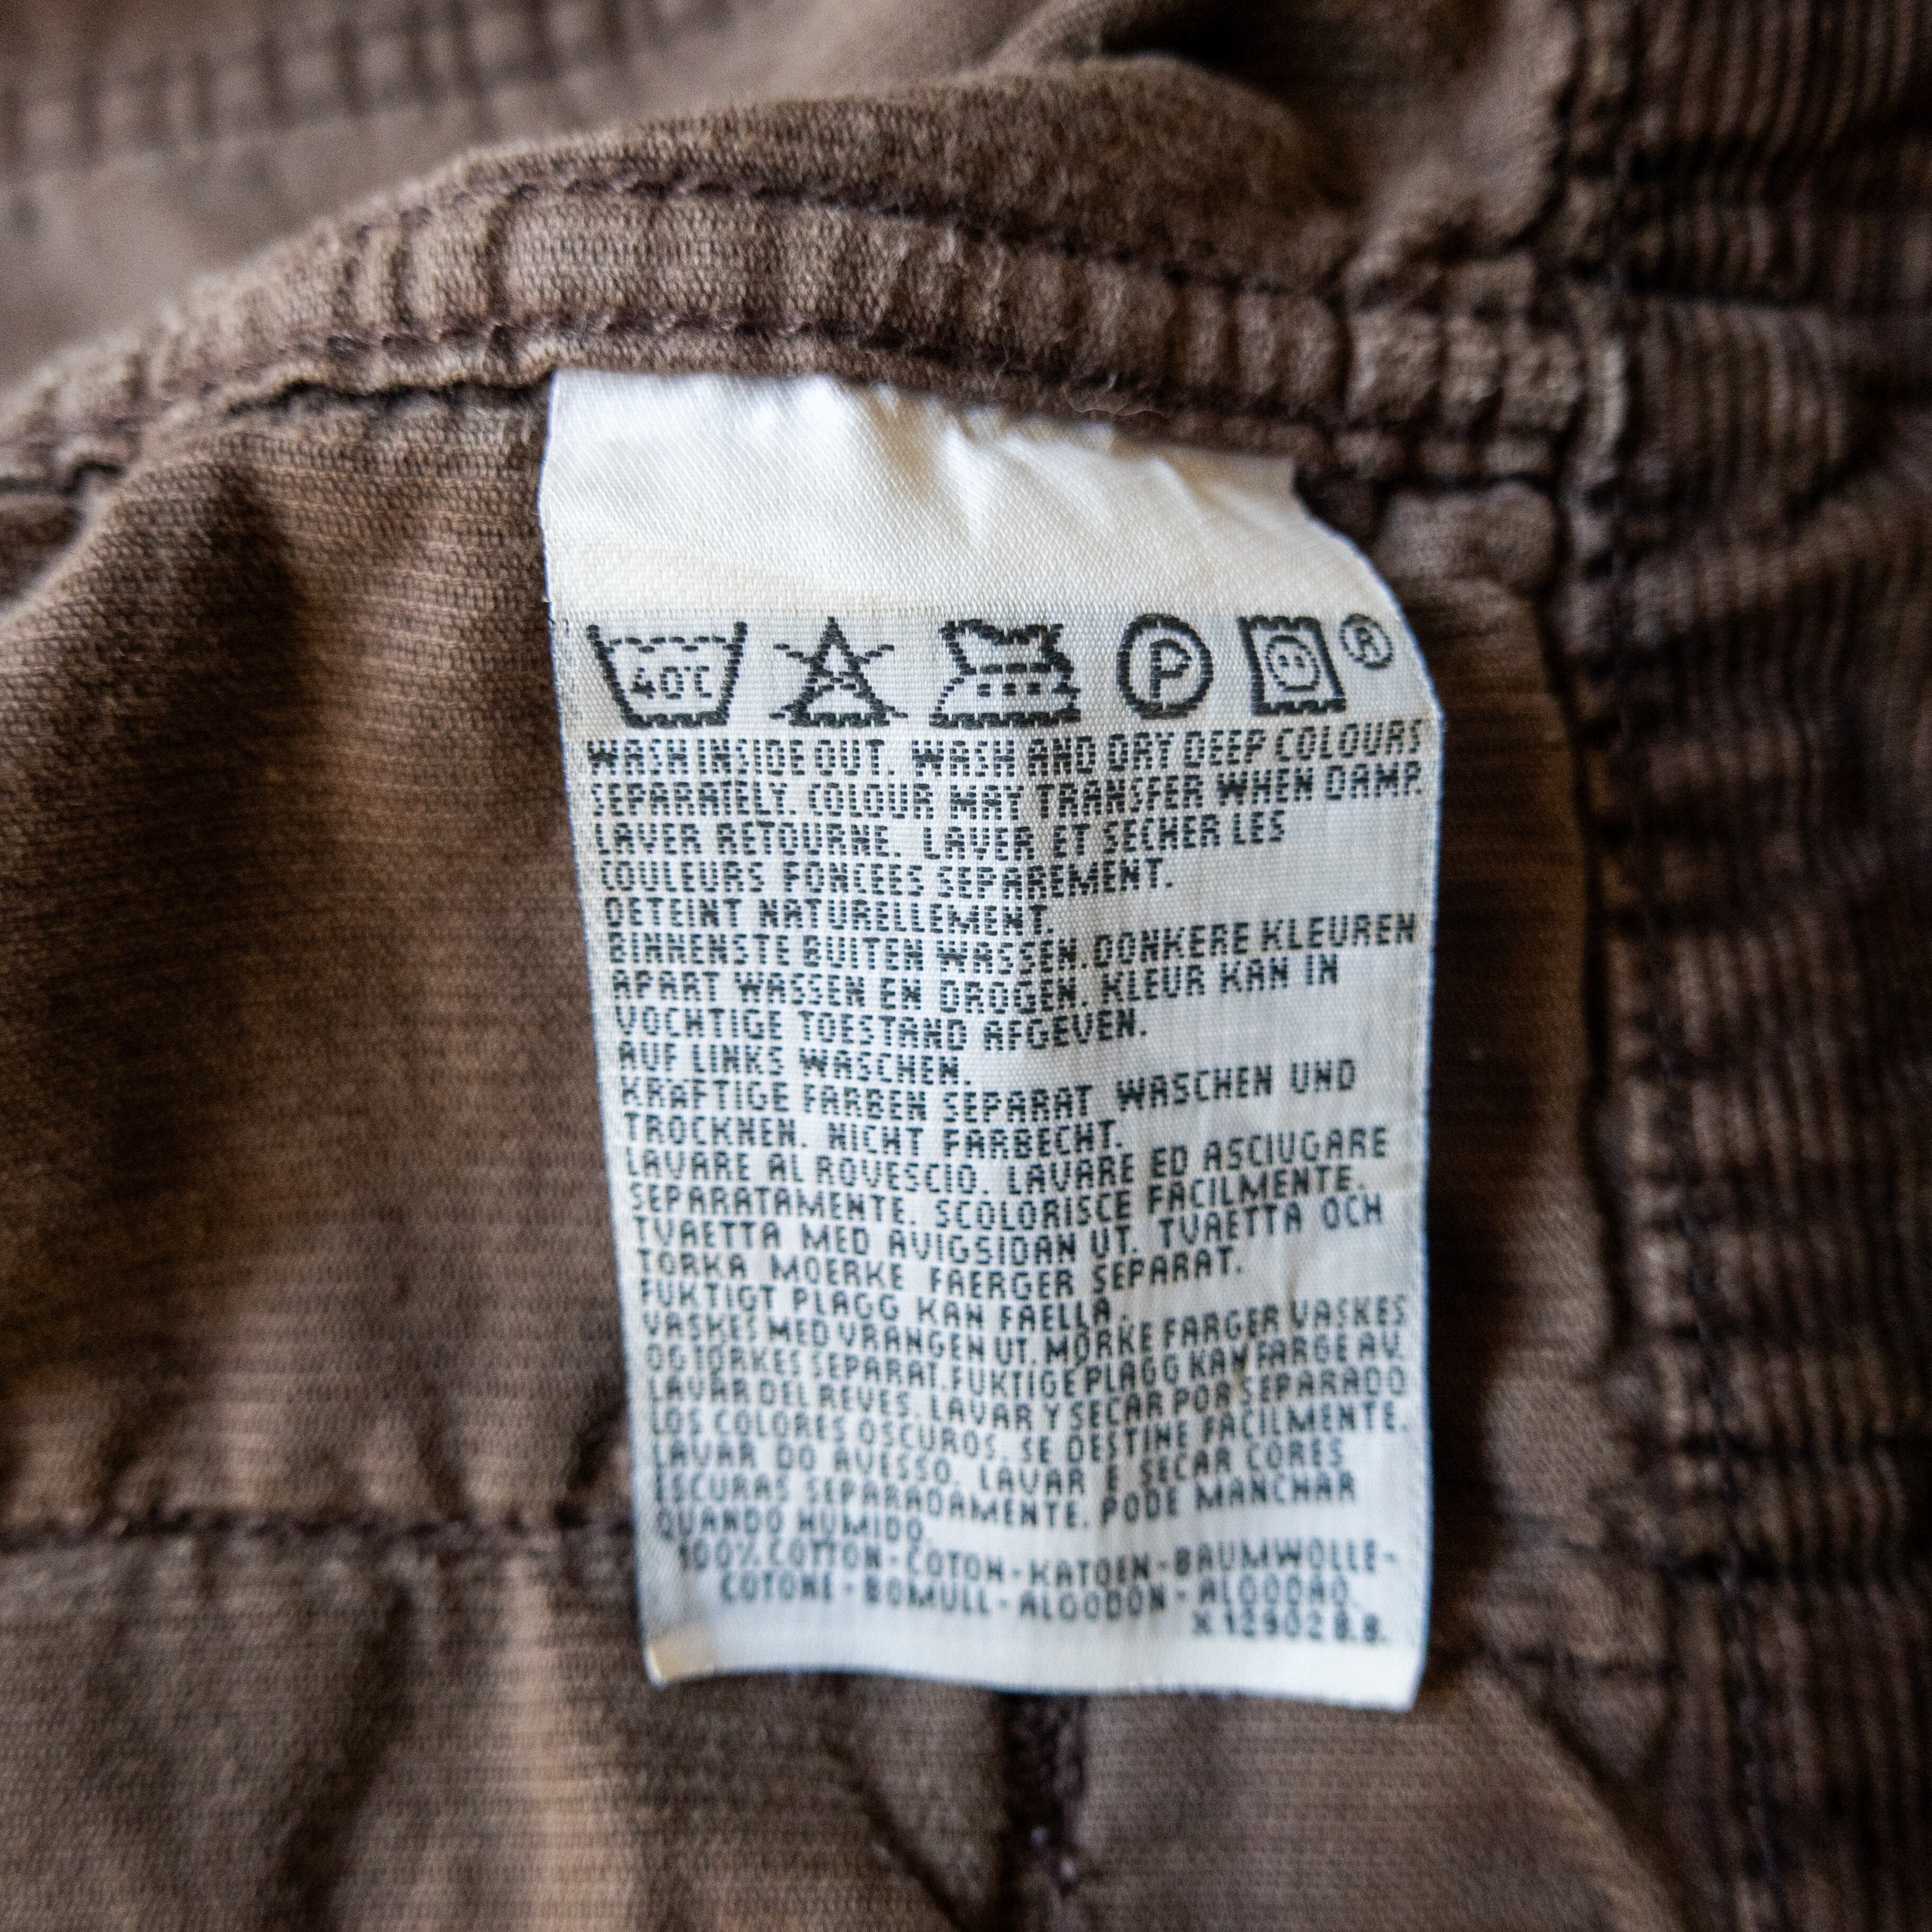 40°C P ®
WASH INSIDE OUT. WASH AND DRY DEEP COLOURS
SEPARATELY. COLOUR MAY TRANSFER WHEN DAMP.
LAVER RETOURNE. LAVER ET SECHER LES
COULEURS FONCEES SEPAREMENT.
DETEINT NATURELLEMENT.
BINNENSTE BUITEN WASSEN. DONKERE KLEUREN
APART WASSEN EN DROGEN. KLEUR KAN IN
VOCHTIGE TOESTAND AFGEVEN.
AUF LINKS WASCHEN.
KRAFTIGE FARBEN SEPARAT WASCHEN UND
TROCKNEN. NICHT FARBECHT.
LAVARE AL ROVESCIO. LAVARE ED ASCIUGARE
SEPARATAMENTE. SCOLORISCE FACILMENTE.
TVAETTA MED AVIGSIDAN UT. TVAETTA OCH
TORKA MOERKE FAERGER SEPARAT.
FUKTIGT PLAGG KAN FAELLA.
VASKES MED VRANGEN UT. MORKE FARGER VASKES
OG TORKES SEPARAT. FUKTIGE PLAGG KAN FARGE AV.
LAVAR DEL REVES. LAVAR Y SECAR POR SEPARADO
LOS COLORES OSCUROS. SE DESTINE FACILMENTE.
LAVAR DO AVESSO. LAVAR E SECAR CORES
ESCURAS SEPARADAMENTE. PODE MANCHAR
QUANDO HUMIDO.
100% COTTON - COTON - KATOEN - BAUMWOLLE -
COTONE - BOMULL - ALGODON - ALGODAO.
X 129028.8.